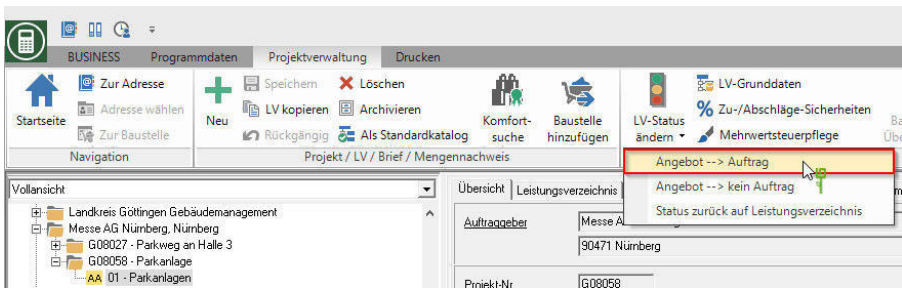 BUSINESS Programmdaten Projektverwaltung Drucken
Startseite
Zur Adresse
Adresse wählen
Zur Baustelle
Navigation
Neu
Speichern Löschen
LV kopieren Archivieren
Rückgängig Als Standardkatalog
Komfort-
suche
Baustelle
hinzufügen
Projekt / LV / Brief / Mengennachweis
LV-Status
ändern
LV-Grunddaten
Zu-/Abschläge-Sicherheiten
Mehrwertsteuerpflege
Angebot --> Auftrag
Angebot --> kein Auftrag
Status zurück auf Leistungsverzeichnis
Vollansicht
Landkreis Göttingen Gebäudemanagement
Messe AG Nürnberg, Nürnberg
G08027 - Parkweg an Halle 3
G08058 - Parkanlage
AA 01 - Parkanlagen
Übersicht Leistungsverzeichnis
Auftraggeber Messe A
90471 Nürnberg
Projekt-Nr. G08058